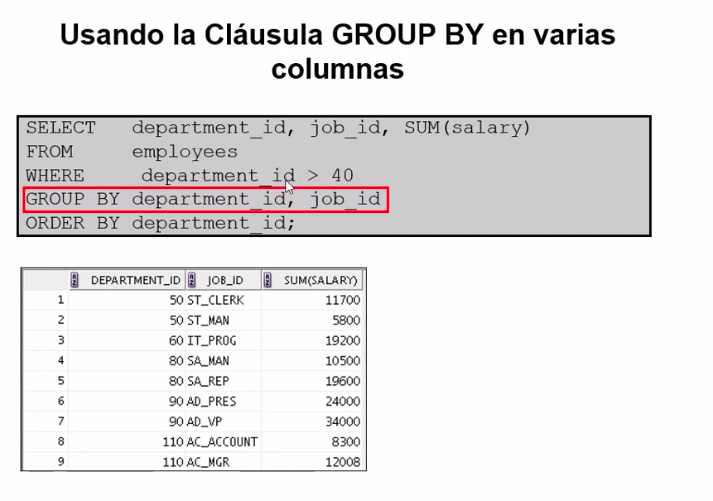 Usando la Cláusula GROUP BY en varias
columnas
SELECT department_id, job_id, SUM(salary)
FROM employees
WHERE department_id > 40
GROUP BY department_id, job_id
ORDER BY department_id;
DEPARTMENT_ID JOB_ID SUM(SALARY)
1 50 ST_CLERK 11700
2 50 ST_MAN 5800
3 60 IT_PROG 19200
4 80 SA_MAN 10500
5 80 SA_REP 19600
6 90 AD_PRES 24000
7 90 AD_VP 34000
8 110 AC_ACCOUNT 8300
9 110 AC_MGR 12008